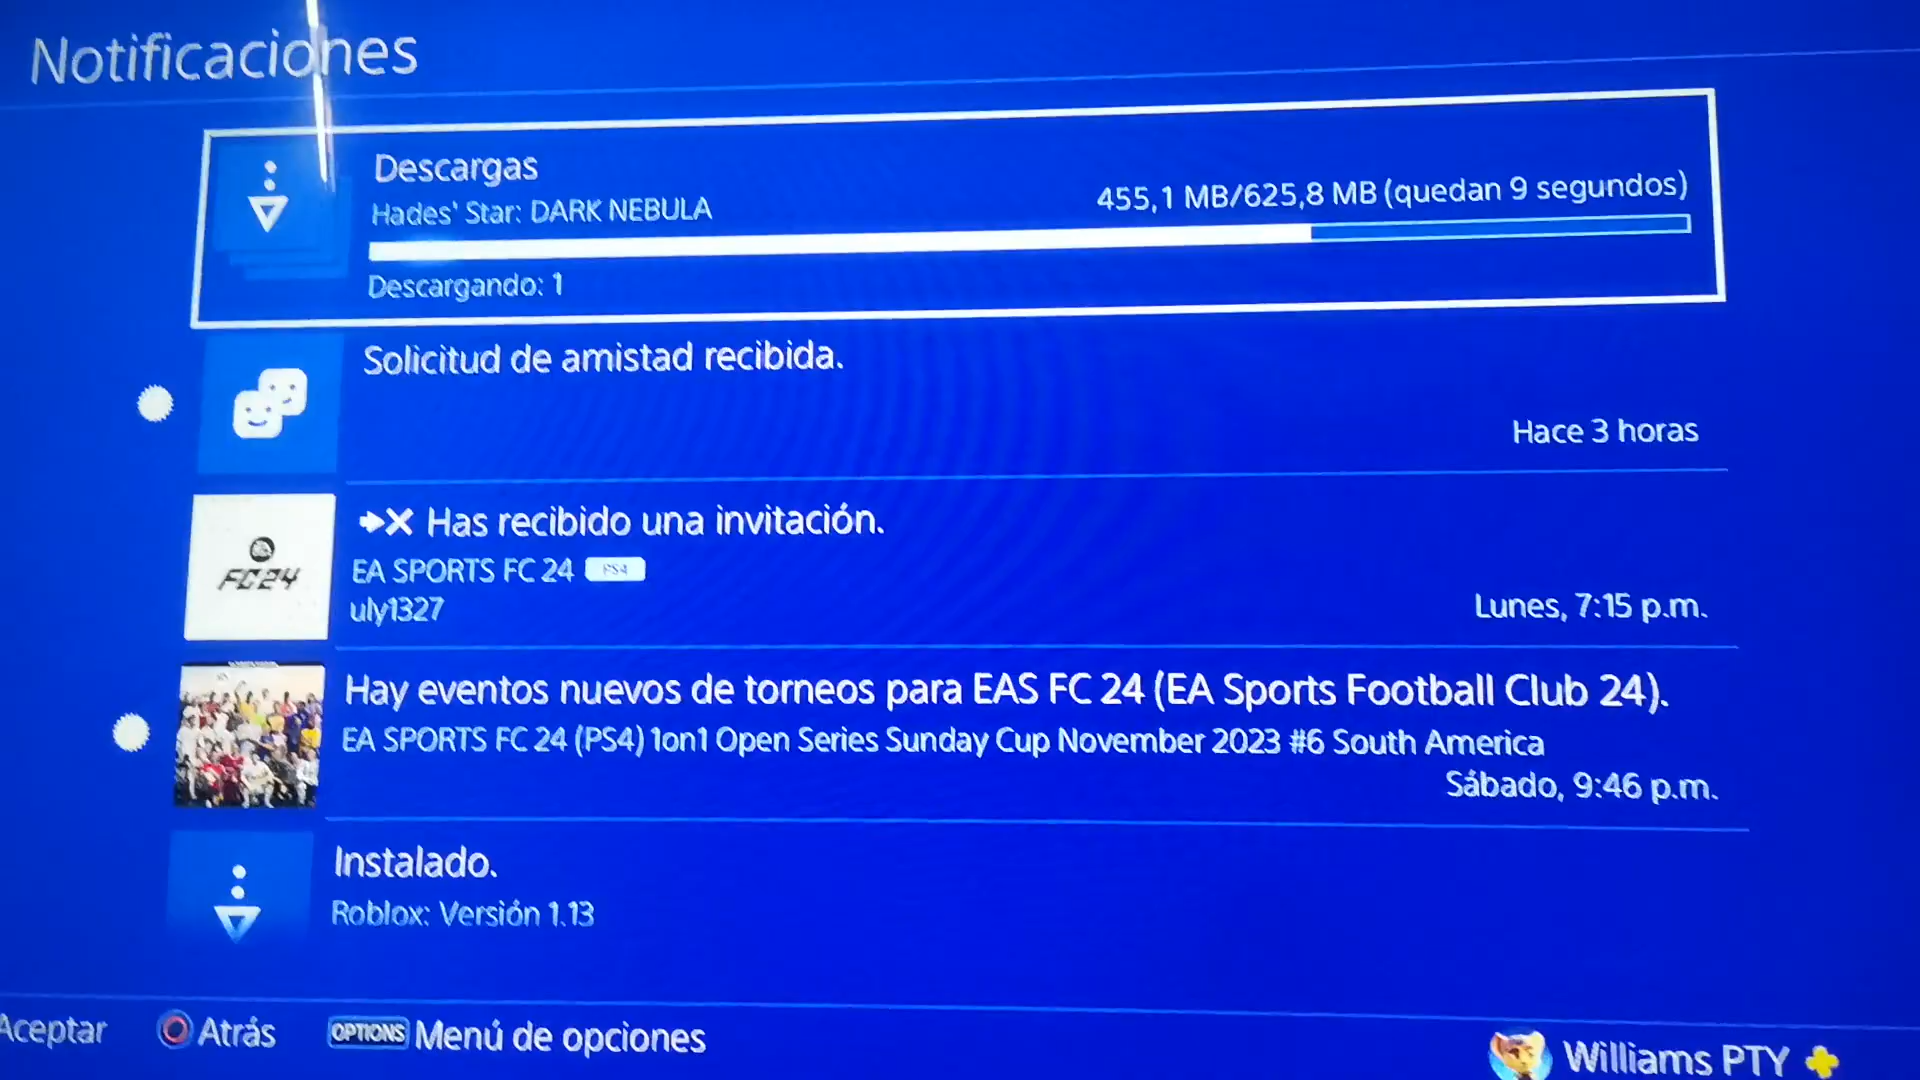 Notificaciones
Descargas
Hades' Star: DARK NEBULA
455,1 MB/625,8 MB (quedan 9 segundos)
Descargando: 1
Solicitud de amistad recibida.
Hace 3 horas
Has recibido una invitación.
FC24
EA SPORTS FC 24 PS4
uly1327
Lunes, 7:15 p.m.
Hay eventos nuevos de torneos para EAS FC 24 (EA Sports Football Club 24).
EA SPORTS FC 24 (PS4) 1on1 Open Series Sunday Cup November 2023 #6 South America
Sábado, 9:46 p.m.
Instalado.
Roblox: Versión 1.13
Aceptar Atrás OPTIONS Menú de opciones
Williams PTY